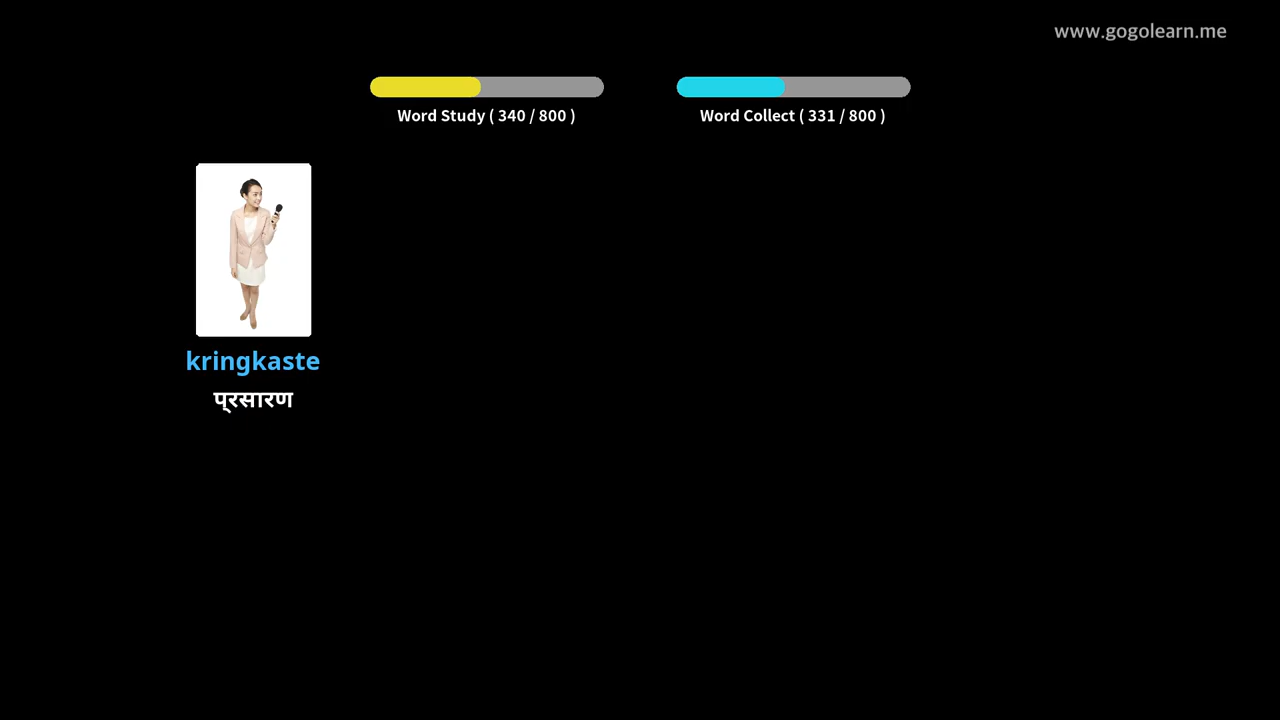 www.gogolearn.me
Word Study ( 340 / 800 )
Word Collect ( 331 / 800 )
kringkaste
प्रसारण